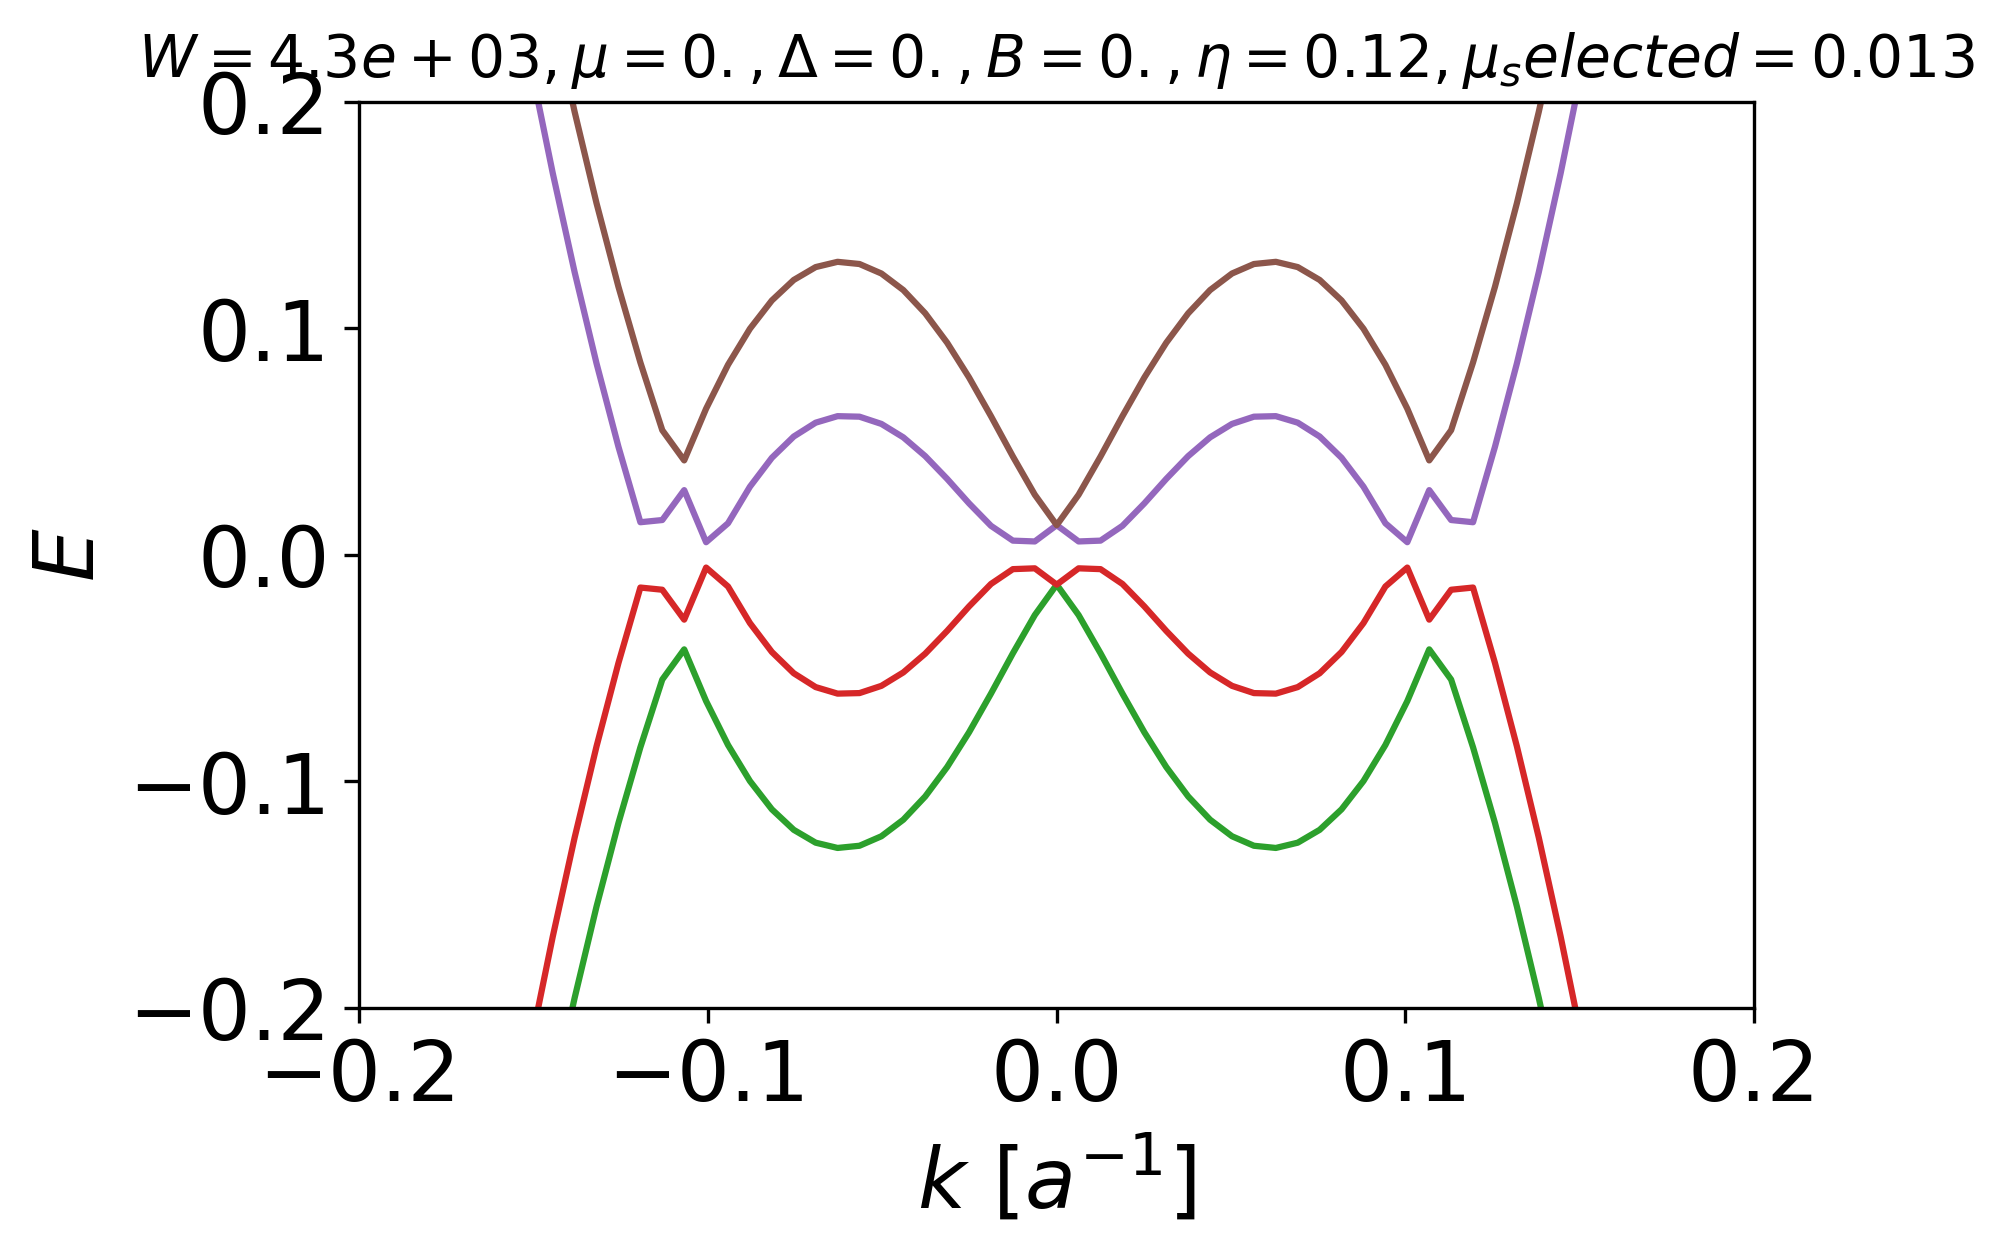 W = 4.3e + 03, μ = 0. , Δ = 0. , B = 0. , η = 0.12, μₛelected = 0.013
0.2
0.1
0.0
−0.1
−0.2
E
−0.2 −0.1 0.0 0.1 0.2
k [a⁻¹]